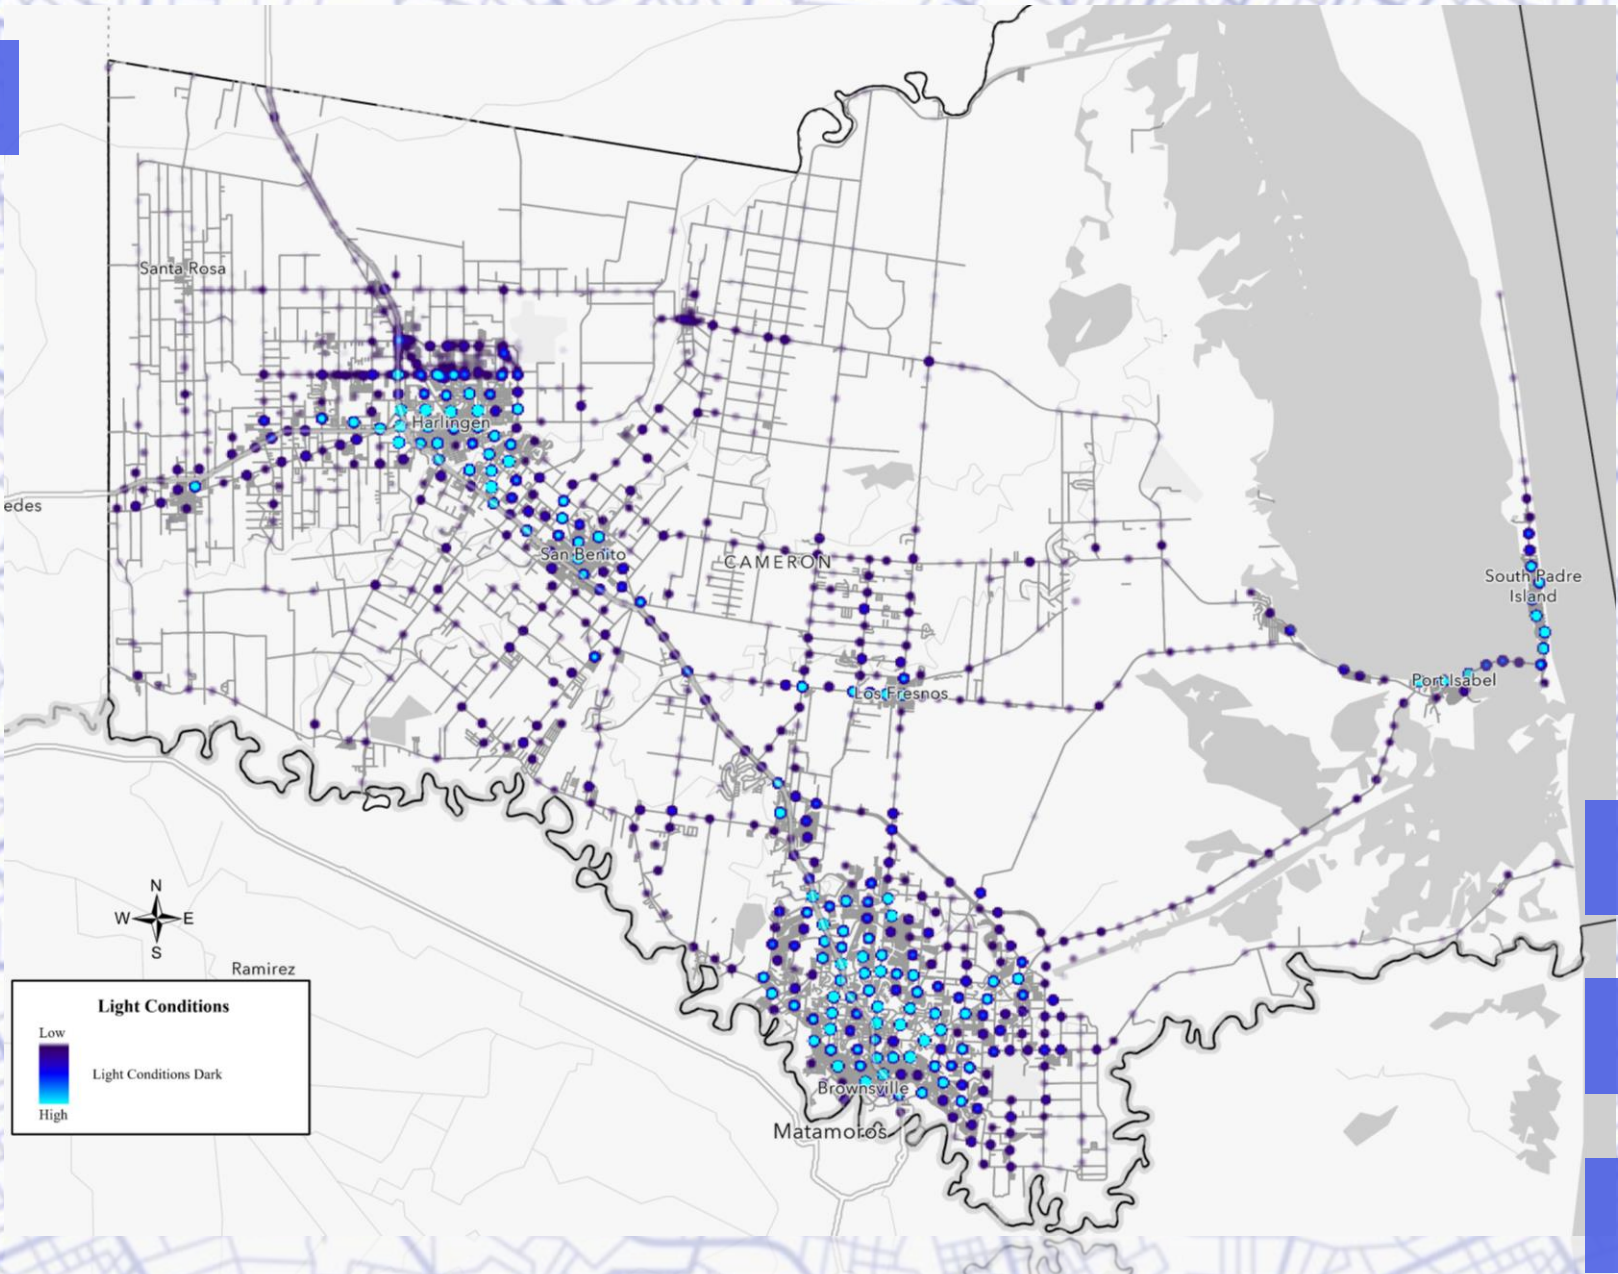 Santa Rosa
Harlingen
edes
San Benito
CAMERON
South Padre
Island
Port Isabel
Los Fresnos
N
W E
S
Ramirez
Brownsville
Matamoros
Light Conditions
Low
Light Conditions Dark
High